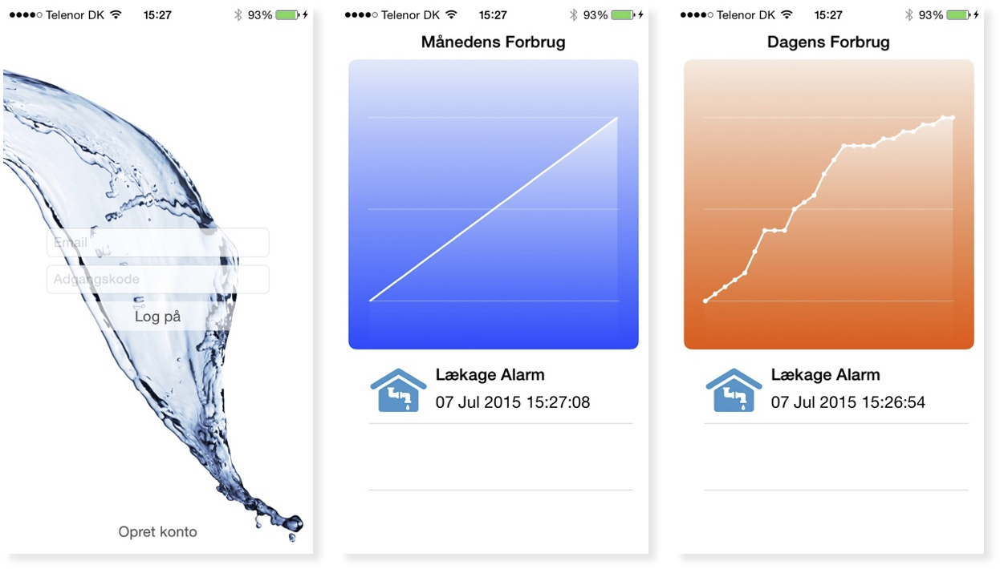 Telenor DK 15:27 93%
Email
Adgangskode
Log på
Opret konto
Telenor DK 15:27 93%
Månedens Forbrug
Lækage Alarm
07 Jul 2015 15:27:08
Telenor DK 15:27 93%
Dagens Forbrug
Lækage Alarm
07 Jul 2015 15:26:54